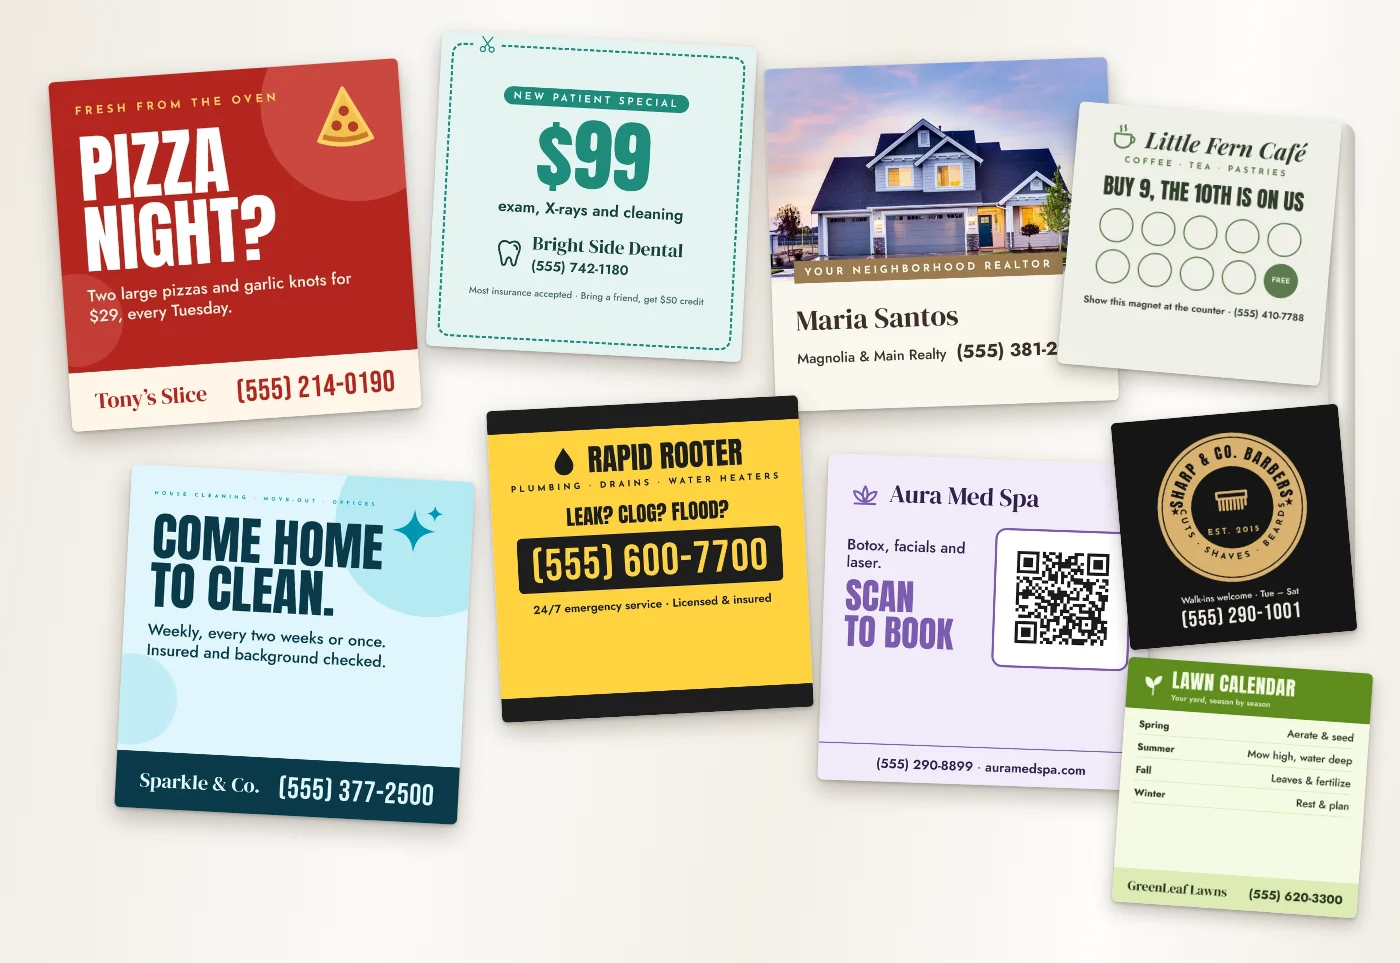 FRESH FROM THE OVEN
PIZZA
NIGHT?
Two large pizzas and garlic knots for
$29, every Tuesday.
Tony's Slice (555) 214-0190
NEW PATIENT SPECIAL
$99
exam, X-rays and cleaning
Bright Side Dental
(555) 742-1180
Most insurance accepted · Bring a friend, get $50 credit
YOUR NEIGHBORHOOD REALTOR
Maria Santos
Magnolia & Main Realty (555) 381-2
Little Fern Café
COFFEE · TEA · PASTRIES
BUY 9, THE 10TH IS ON US
FREE
Show this magnet at the counter · (555) 410-7788
HOUSE CLEANING · MOVE-OUT · OFFICES
COME HOME
TO CLEAN.
Weekly, every two weeks or once.
Insured and background checked.
Sparkle & Co. (555) 377-2500
RAPID ROOTER
PLUMBING · DRAINS · WATER HEATERS
LEAK? CLOG? FLOOD?
(555) 600-7700
24/7 emergency service · Licensed & insured
Aura Med Spa
Botox, facials and
laser.
SCAN
TO BOOK
(555) 290-8899 · auramedspa.com
SHARP & CO. BARBERS
EST. 2015
CUTS · SHAVES · BEARDS
Walk-ins welcome · Tue – Sat
(555) 290-1001
LAWN CALENDAR
Your yard, season by season
Spring Aerate & seed
Summer Mow high, water deep
Fall Leaves & fertilize
Winter Rest & plan
GreenLeaf Lawns (555) 620-3300